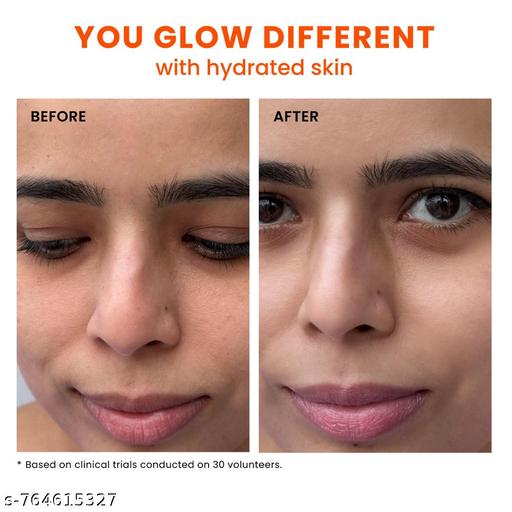 YOU GLOW DIFFERENT
with hydrated skin
BEFORE
AFTER
* Based on clinical trials conducted on 30 volunteers.
s-764615327